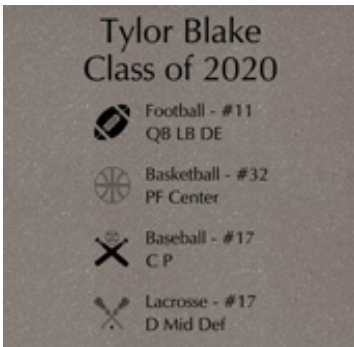 Tylor Blake
Class of 2020
Football - #11
QB LB DE
Basketball - #32
PF Center
Baseball - #17
C P
Lacrosse - #17
D Mid Def